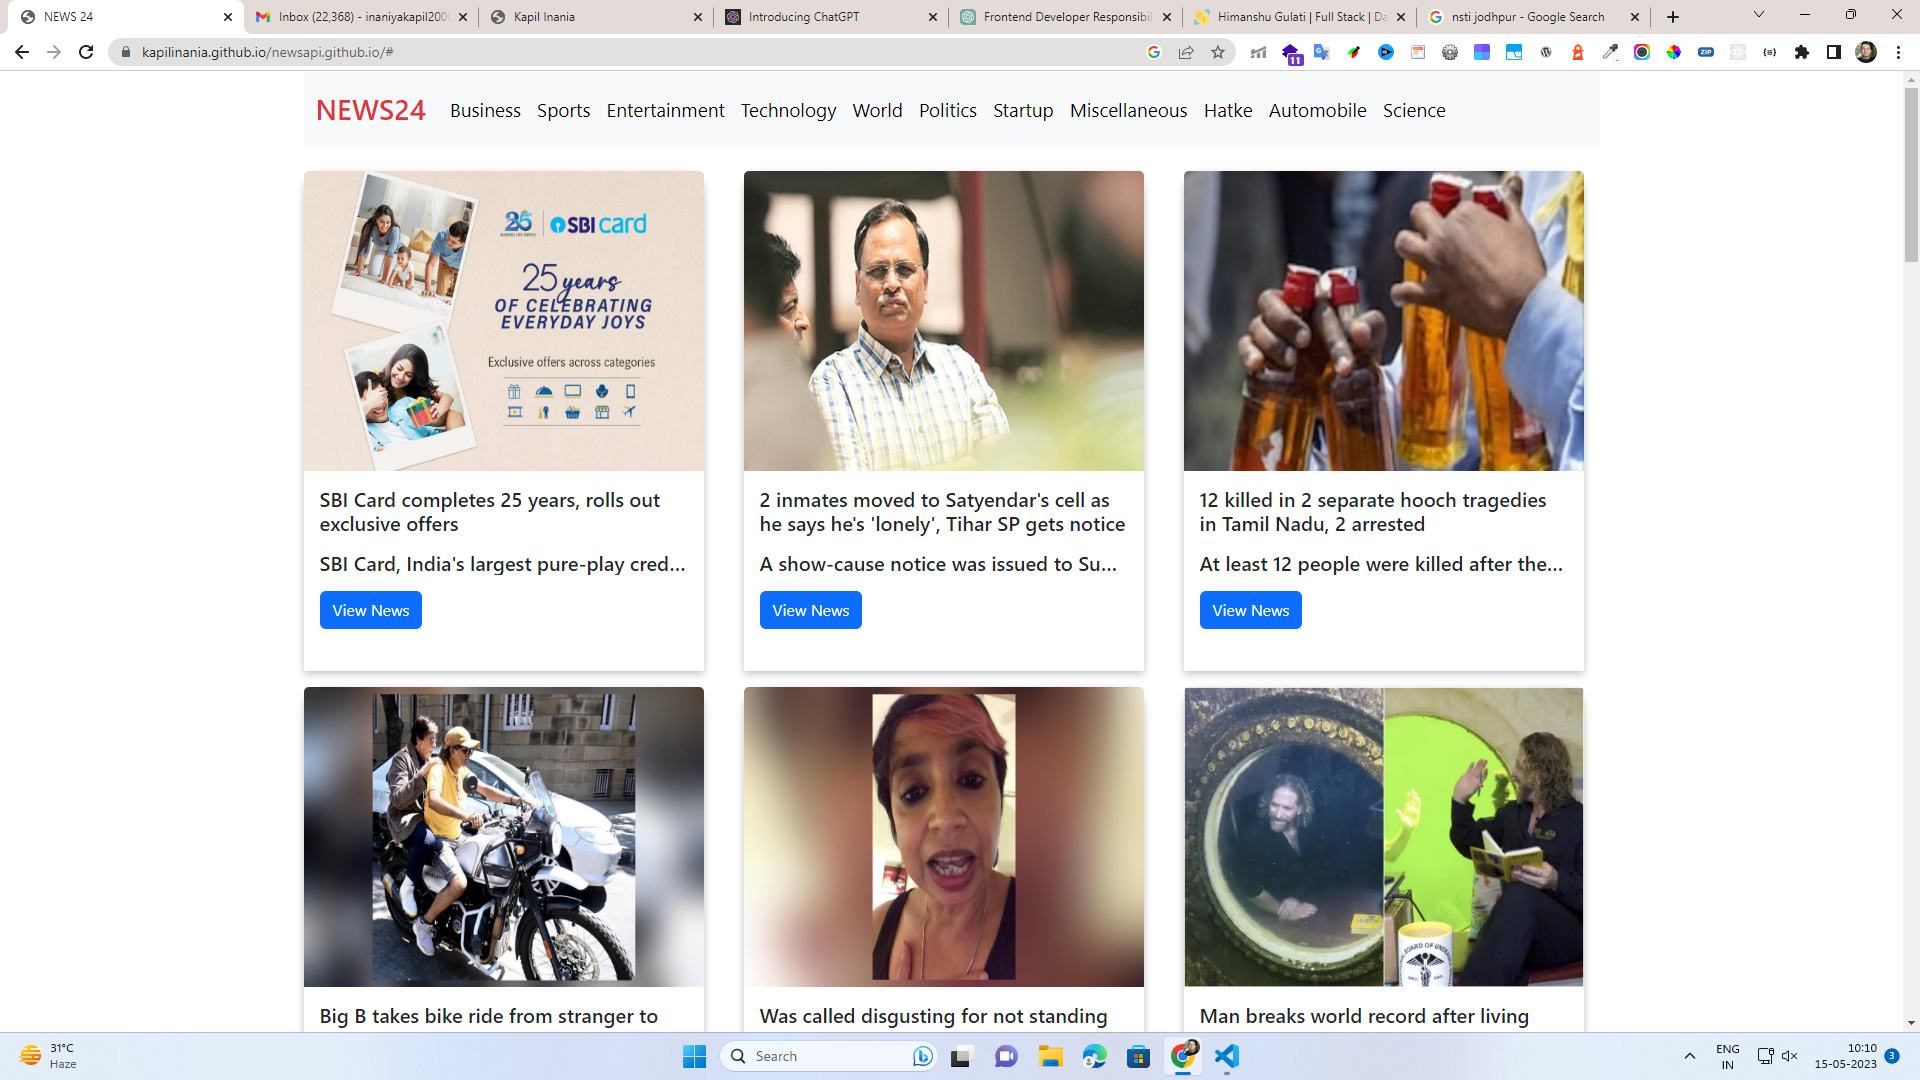 NEWS 24
Inbox (22,368) - inaniyakapil200
Kapil Inania
Introducing ChatGPT
Frontend Developer Responsibil
Himanshu Gulati | Full Stack | Da
nsti jodhpur - Google Search
kapilinania.github.io/newsapi.github.io/#
11
ZIP
NEWS24
Business
Sports
Entertainment
Technology
World
Politics
Startup
Miscellaneous
Hatke
Automobile
Science
25
MAKING LIFE SIMPLE
SBI card
25 years
OF CELEBRATING
EVERYDAY JOYS
Exclusive offers across categories
SBI Card completes 25 years, rolls out
exclusive offers
SBI Card, India's largest pure-play cred...
View News
2 inmates moved to Satyendar's cell as
he says he's 'lonely', Tihar SP gets notice
A show-cause notice was issued to Su...
View News
12 killed in 2 separate hooch tragedies
in Tamil Nadu, 2 arrested
At least 12 people were killed after the...
View News
Big B takes bike ride from stranger to
Was called disgusting for not standing
Man breaks world record after living
31°C
Haze
Search
ENG
IN
10:10
15-05-2023
3